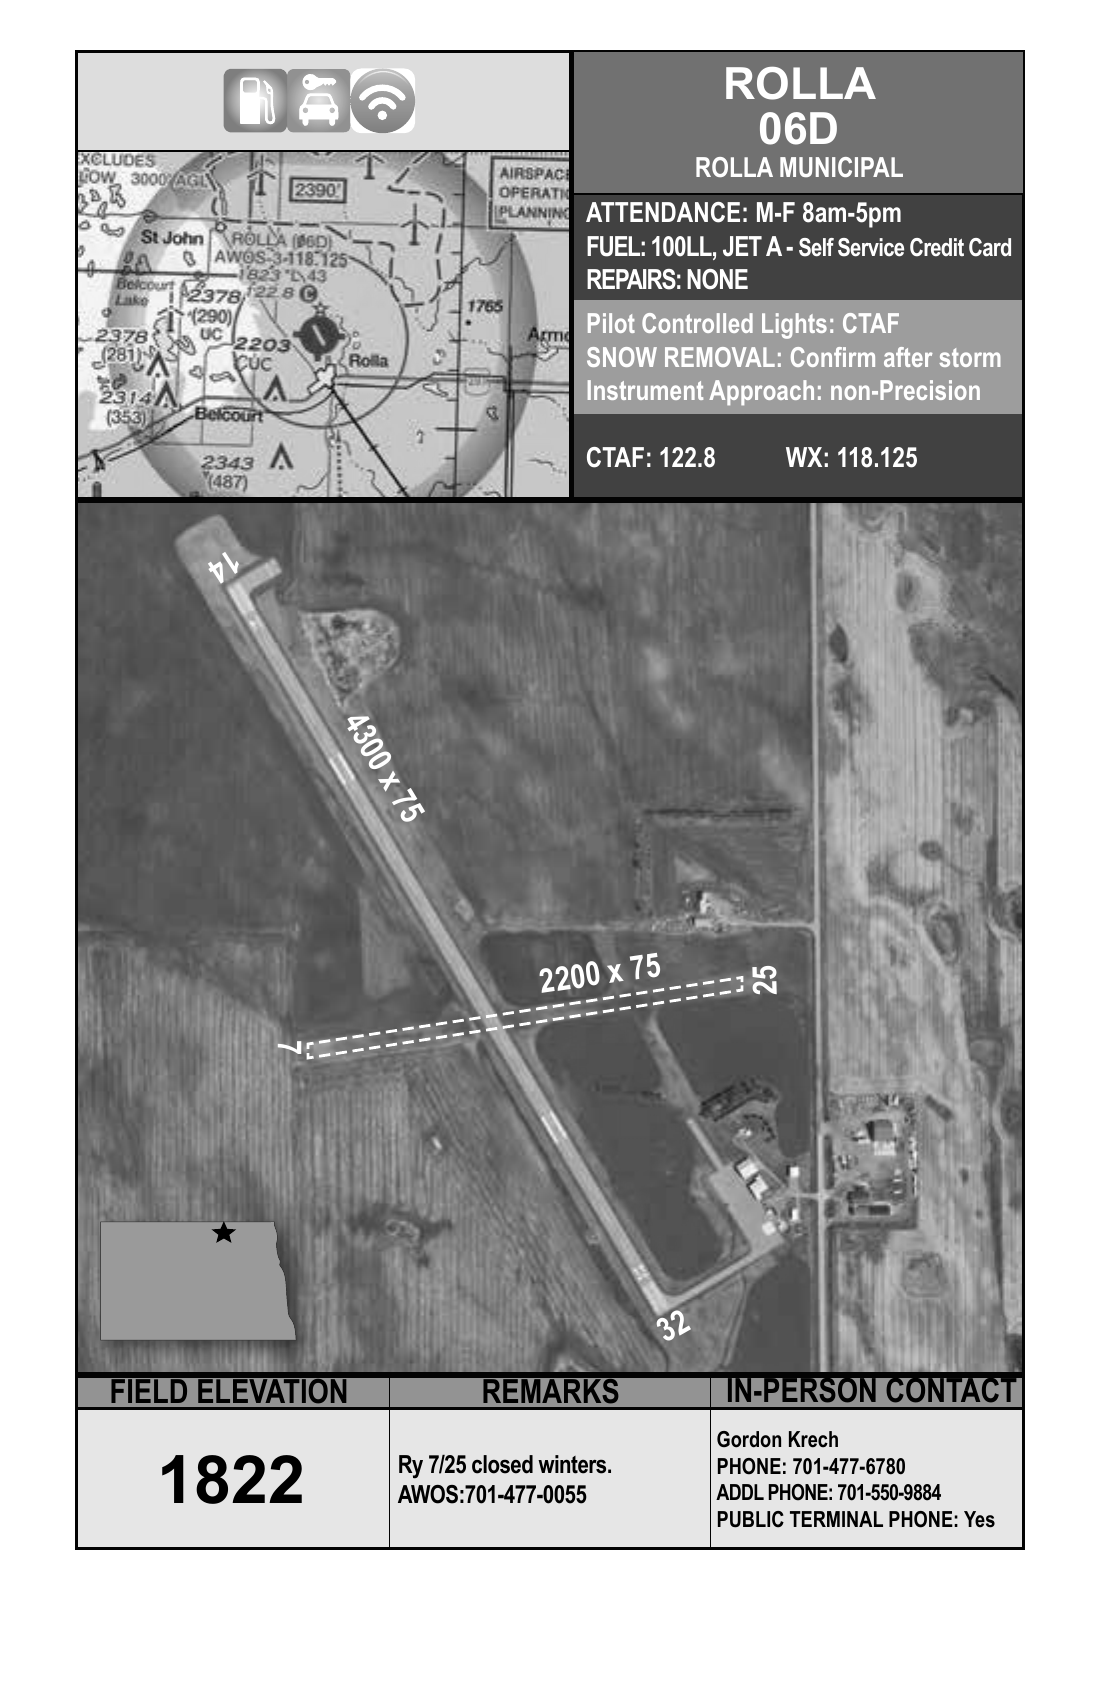 ROLLA
06D
ROLLA MUNICIPAL
ATTENDANCE: M-F 8am-5pm
FUEL: 100LL, JET A - Self Service Credit Card
REPAIRS: NONE
Pilot Controlled Lights: CTAF
SNOW REMOVAL: Confirm after storm
Instrument Approach: non-Precision
CTAF: 122.8 WX: 118.125
EXCLUDES
3000' AGL
2390'
AIRSPAC
OPERATI
PLANNING
St John
ROLLA (06D)
AWOS-3 118.125
1823 *L 43
122.8 C
Belcourt
Lake
2378
(290)
UC
1765
2378
(281)
2203
UC
Arme
Rolla
2314
(353)
Belcourt
2343
(487)
14
4300 x 75
2200 x 75
25
7
32
FIELD ELEVATION
1822
REMARKS
Ry 7/25 closed winters.
AWOS:701-477-0055
IN-PERSON CONTACT
Gordon Krech
PHONE: 701-477-6780
ADDL PHONE: 701-550-9884
PUBLIC TERMINAL PHONE: Yes